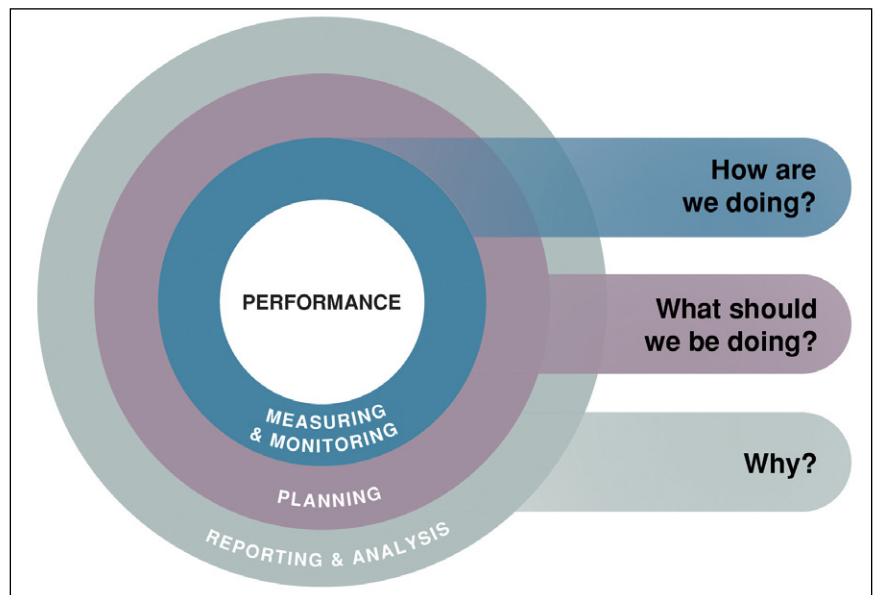 How are
we doing?
PERFORMANCE
What should
we be doing?
MEASURING
& MONITORING
Why?
PLANNING
REPORTING & ANALYSIS